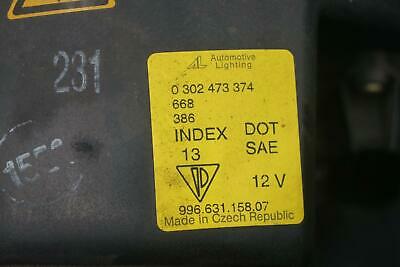 231
AL Automotive
Lighting
0 302 473 374
668
386
INDEX DOT
13 SAE
12 V
996.631.158.07
Made in Czech Republic